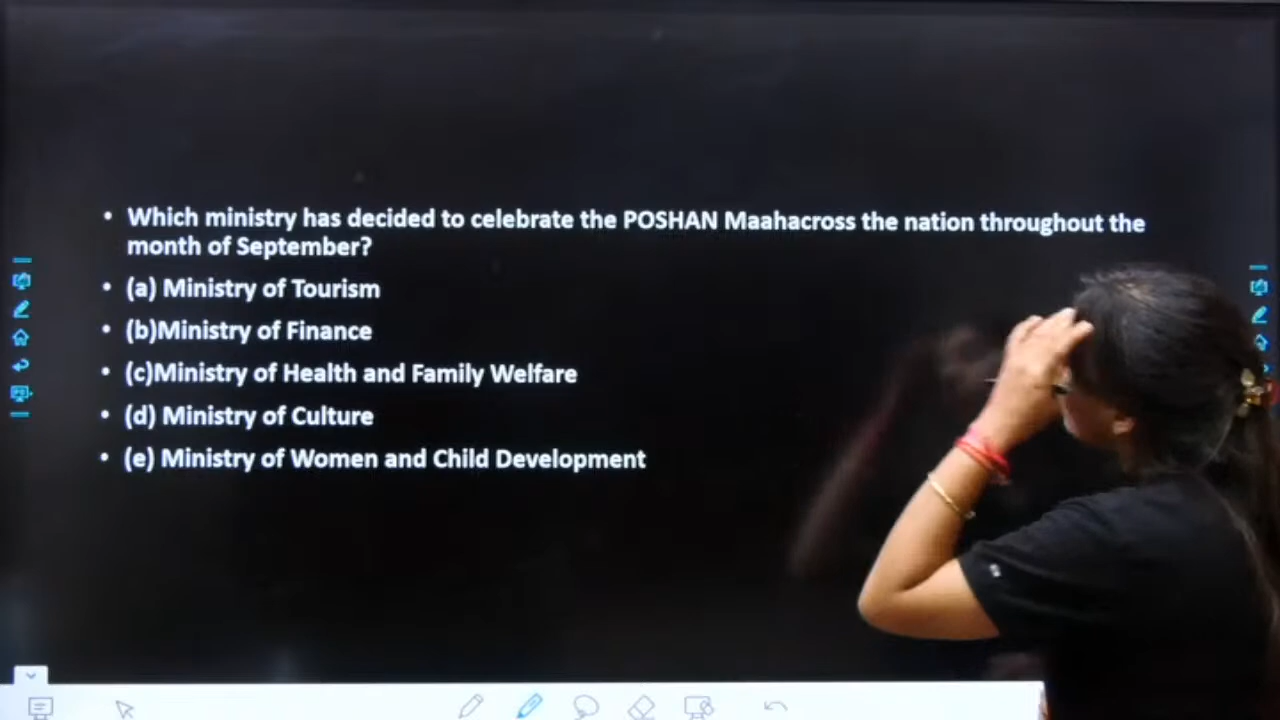 • Which ministry has decided to celebrate the POSHAN Maahacross the nation throughout the
month of September?
• (a) Ministry of Tourism
• (b)Ministry of Finance
• (c)Ministry of Health and Family Welfare
• (d) Ministry of Culture
• (e) Ministry of Women and Child Development